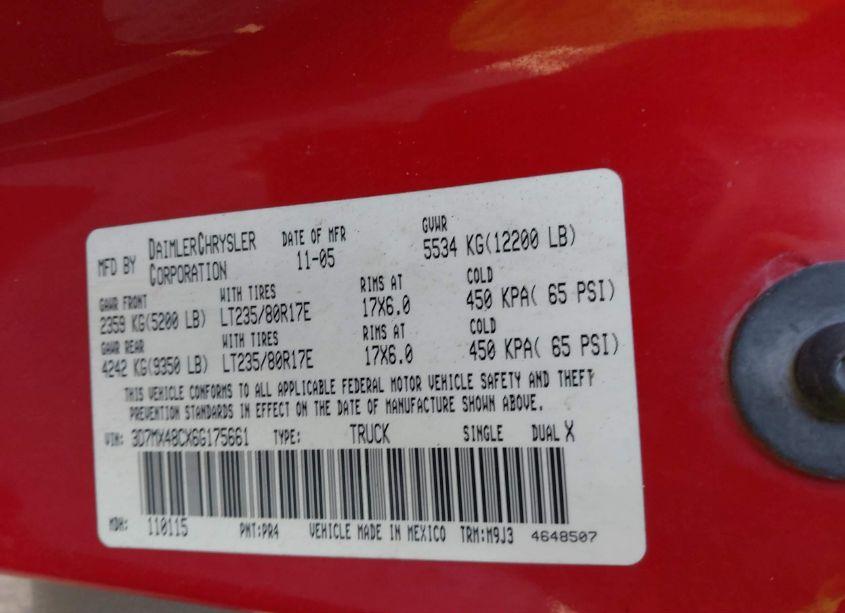 MFD BY DAIMLERCHRYSLER CORPORATION
DATE OF MFR 11-05
GVWR 5534 KG(12200 LB)
GAWR FRONT WITH TIRES RIMS AT COLD
2359 KG(5200 LB) LT235/80R17E 17X6.0 450 KPA( 65 PSI)
GAWR REAR WITH TIRES RIMS AT COLD
4242 KG(9350 LB) LT235/80R17E 17X6.0 450 KPA( 65 PSI)
THIS VEHICLE CONFORMS TO ALL APPLICABLE FEDERAL MOTOR VEHICLE SAFETY AND THEFT
PREVENTION STANDARDS IN EFFECT ON THE DATE OF MANUFACTURE SHOWN ABOVE.
VIN: 3D7MX48CX6G175661 TYPE: TRUCK SINGLE DUAL X
MDH: 110115 PNT:PR4 VEHICLE MADE IN MEXICO TRM:M9J3 4648507